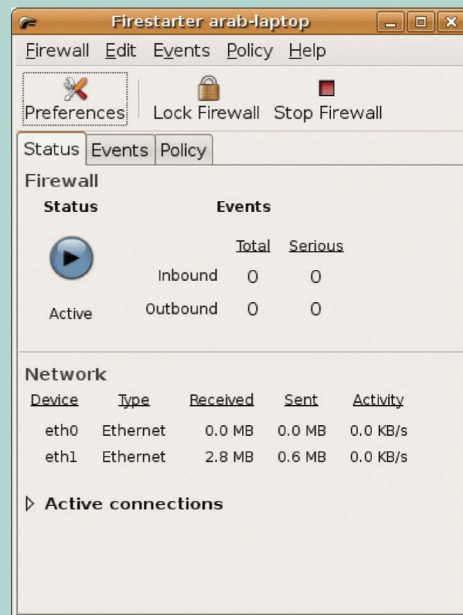 Firestarter arab-laptop
Firewall Edit Events Policy Help
Preferences Lock Firewall Stop Firewall
Status Events Policy
Firewall
Status Events
Total Serious
Inbound 0 0
Active Outbound 0 0
Network
Device Type Received Sent Activity
eth0 Ethernet 0.0 MB 0.0 MB 0.0 KB/s
eth1 Ethernet 2.8 MB 0.6 MB 0.0 KB/s
Active connections